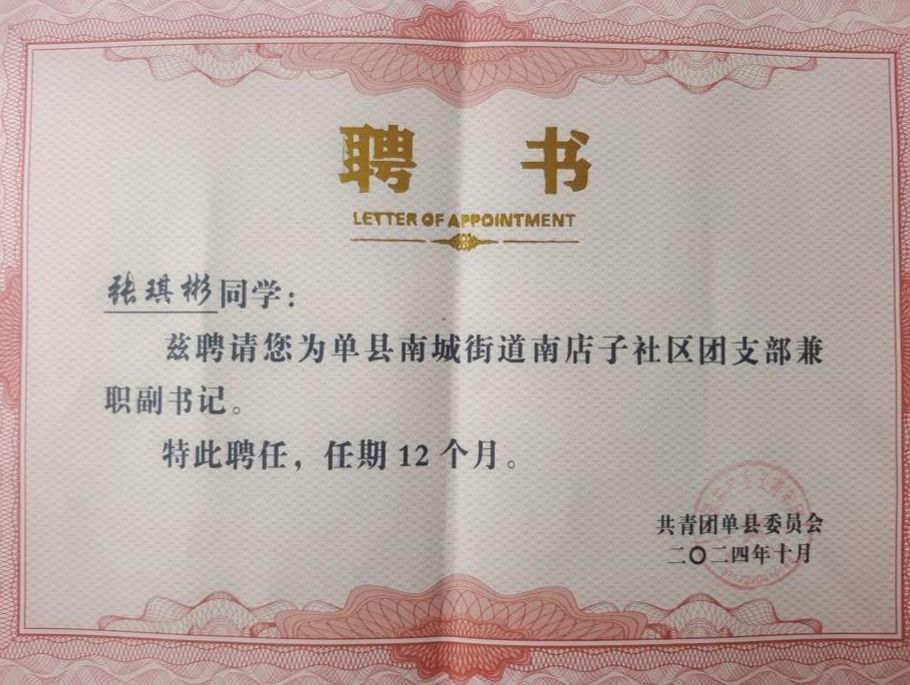 聘 书
LETTER OF APPOINTMENT
张琪彬同学：
兹聘请您为单县南城街道南店子社区团支部兼
职副书记。
特此聘任，任期 12 个月。
共青团单县委员会
二〇二四年十月